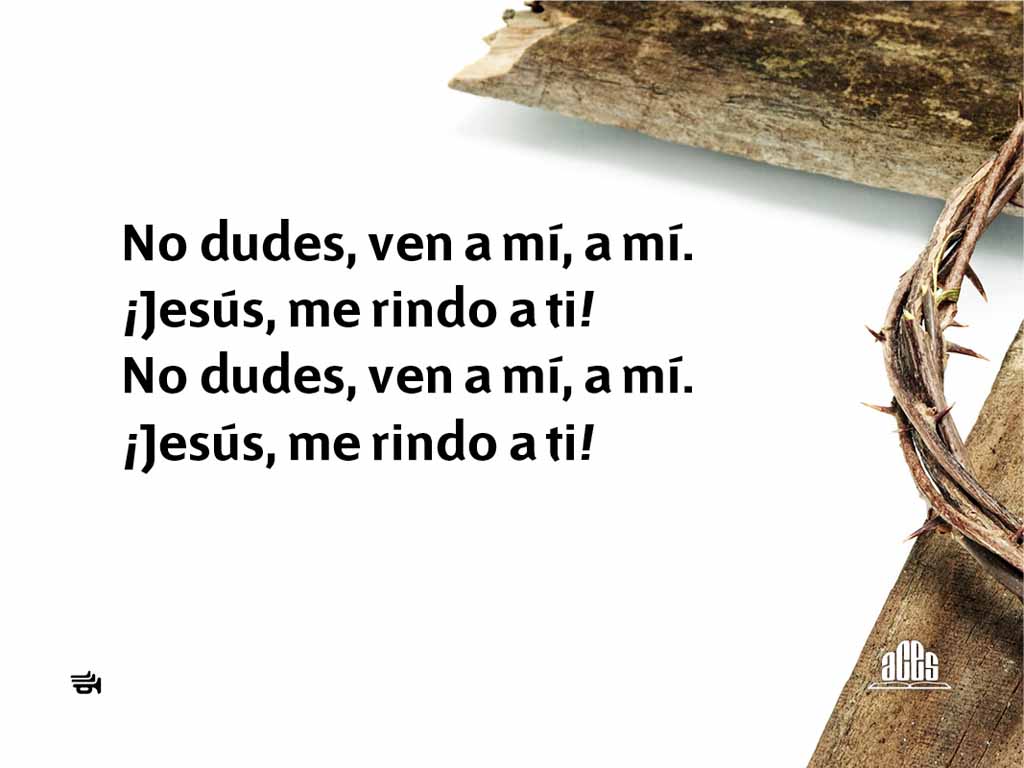 No dudes, ven a mí, a mí.
¡Jesús, me rindo a ti!
No dudes, ven a mí, a mí.
¡Jesús, me rindo a ti!
aces